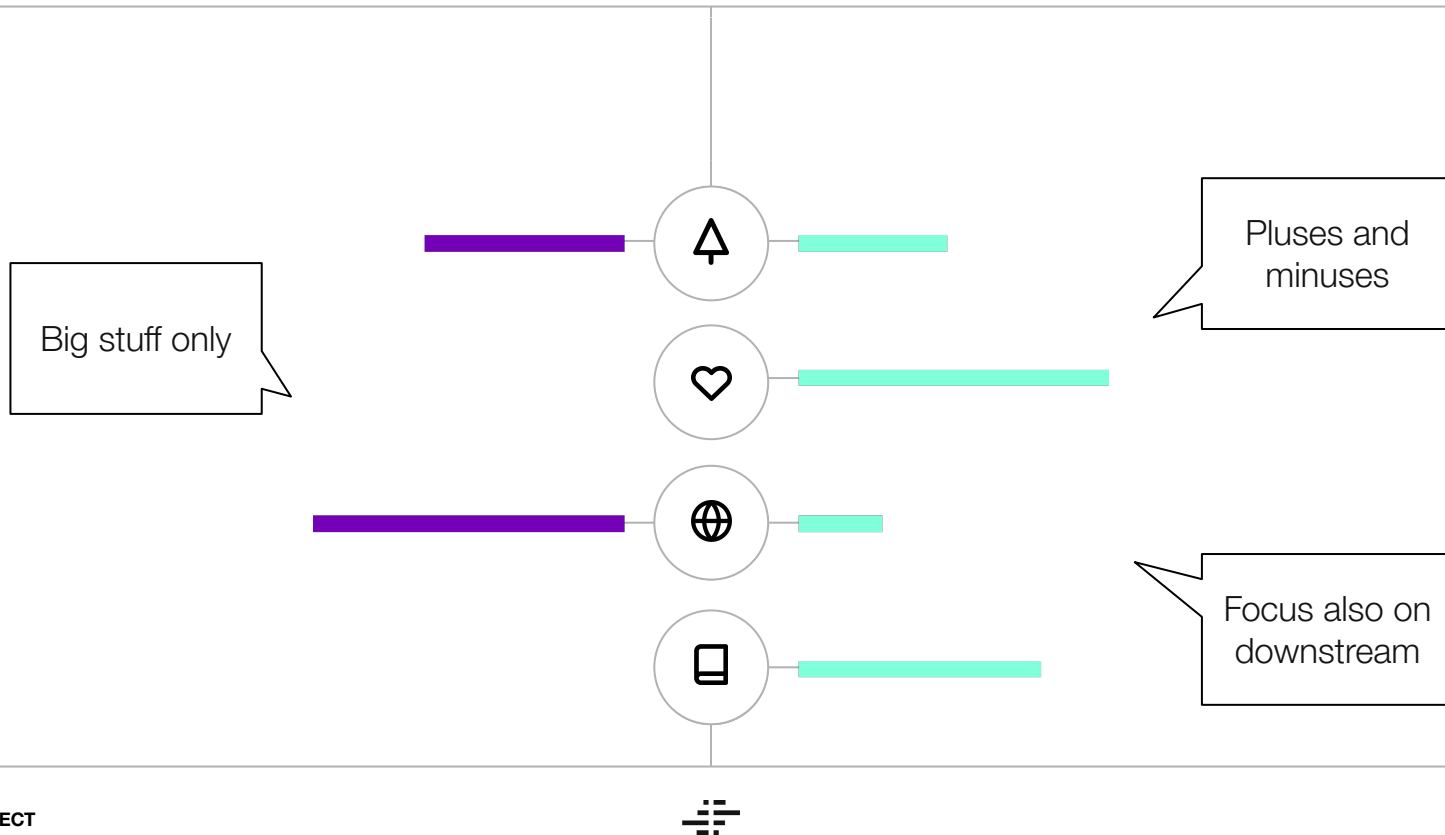 Pluses and
minuses
Big stuff only
Focus also on
downstream
ECT